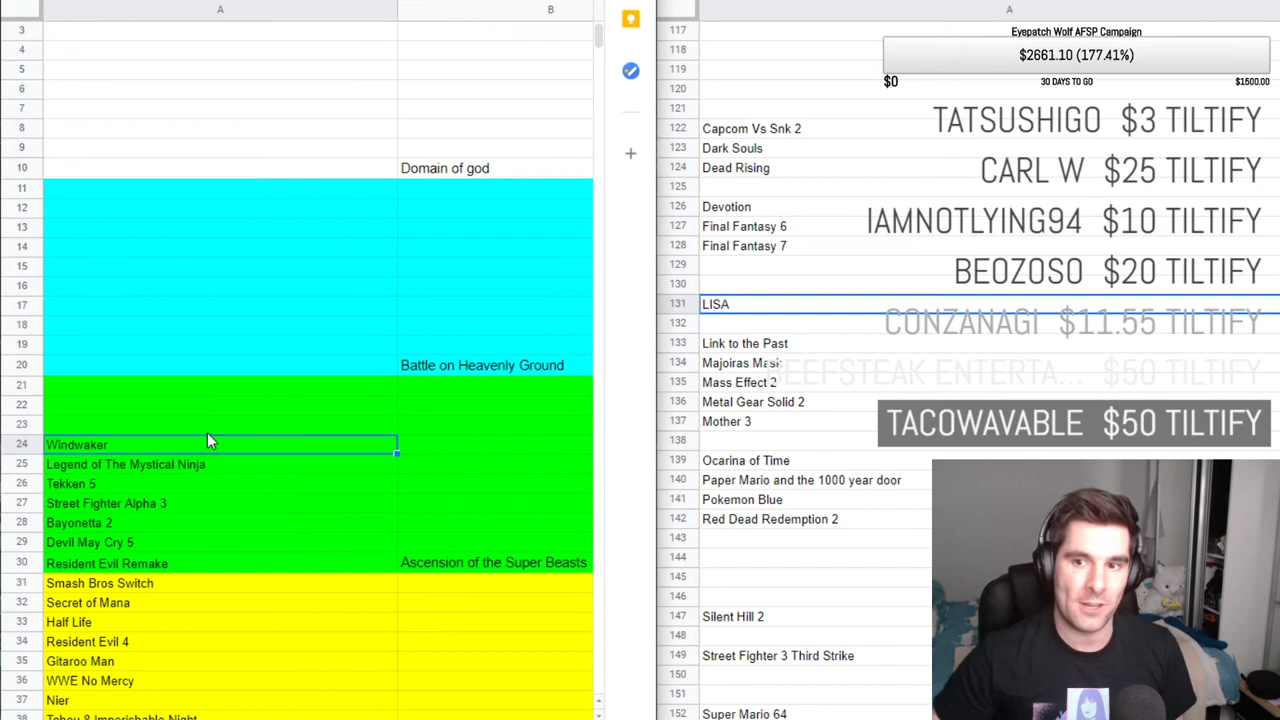 A
B
3
4
5
6
7
8
9
10 Domain of god
11
12
13
14
15
16
17
18
19
20 Battle on Heavenly Ground
21
22
23
24 Windwaker
25 Legend of The Mystical Ninja
26 Tekken 5
27 Street Fighter Alpha 3
28 Bayonetta 2
29 Devil May Cry 5
30 Resident Evil Remake Ascension of the Super Beasts
31 Smash Bros Switch
32 Secret of Mana
33 Half Life
34 Resident Evil 4
35 Gitaroo Man
36 WWE No Mercy
37 Nier
38 Tohou 8 Imperishable Night
A
117
118
119
120
121
122 Capcom Vs Snk 2
123 Dark Souls
124 Dead Rising
125
126 Devotion
127 Final Fantasy 6
128 Final Fantasy 7
129
130
131 LISA
132
133 Link to the Past
134 Majoiras Mask
135 Mass Effect 2
136 Metal Gear Solid 2
137 Mother 3
138
139 Ocarina of Time
140 Paper Mario and the 1000 year door
141 Pokemon Blue
142 Red Dead Redemption 2
143
144
145
146
147 Silent Hill 2
148
149 Street Fighter 3 Third Strike
150
151
152 Super Mario 64
Eyepatch Wolf AFSP Campaign
$2661.10 (177.41%)
$0 30 DAYS TO GO $1500.00
TATSUSHIGO $3 TILTIFY
CARL W $25 TILTIFY
IAMNOTLYING94 $10 TILTIFY
BEOZOSO $20 TILTIFY
CONZANAGI $11.55 TILTIFY
BEEFSTEAK ENTERTA... $50 TILTIFY
TACOWAVABLE $50 TILTIFY